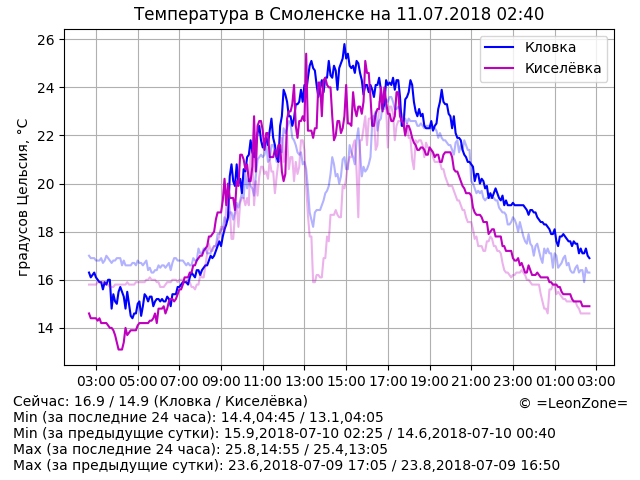 Температура в Смоленске на 11.07.2018 02:40
26
24
22
20
18
16
14
градусов Цельсия, °C
Кловка
Киселёвка
03:00 05:00 07:00 09:00 11:00 13:00 15:00 17:00 19:00 21:00 23:00 01:00 03:00
Сейчас: 16.9 / 14.9 (Кловка / Киселёвка)
© =LeonZone=
Min (за последние 24 часа): 14.4,04:45 / 13.1,04:05
Min (за предыдущие сутки): 15.9,2018-07-10 02:25 / 14.6,2018-07-10 00:40
Max (за последние 24 часа): 25.8,14:55 / 25.4,13:05
Max (за предыдущие сутки): 23.6,2018-07-09 17:05 / 23.8,2018-07-09 16:50